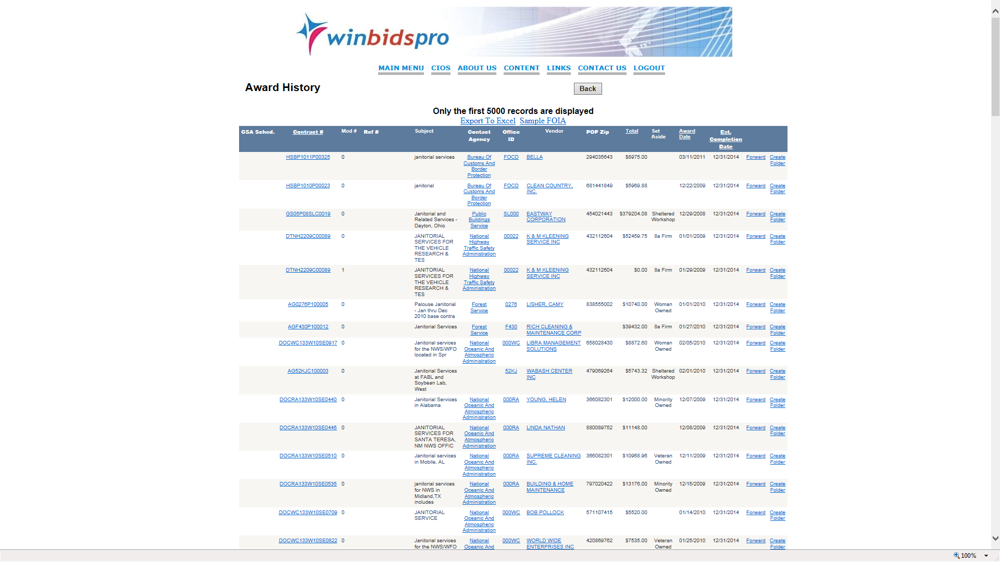 winbidspro
MAIN MENU CIOS ABOUT US CONTENT LINKS CONTACT US LOGOUT
Award History
Back
Only the first 5000 records are displayed
Export To Excel Sample FOIA
GSA Sched. Contract # Mod # Ref # Subject Contact Agency Office ID Vendor POP Zip Total Set Aside Award Date Est. Completion Date
HSBP1011P00325 0 janitorial services Bureau Of Customs And Border Protection FOCD BELLA 294035643 $8975.00 03/11/2011 12/31/2014 Forward Create Folder
HSBP1010P00023 0 janitorial Bureau Of Customs And Border Protection FOCD CLEAN COUNTRY, INC. 681441849 $5969.88 12/22/2009 12/31/2014 Forward Create Folder
GS05P08SLC0019 0 Janitorial and Related Services - Dayton, Ohio Public Buildings Service SL000 EASTWAY CORPORATION 454021443 $379204.08 Sheltered Workshop 12/29/2008 12/31/2014 Forward Create Folder
DTNH2209C00089 0 JANITORIAL SERVICES FOR THE VEHICLE RESEARCH & TES National Highway Traffic Safety Administration 00022 K & M KLEENING SERVICE INC 432112604 $52459.75 8a Firm 01/01/2009 12/31/2014 Forward Create Folder
DTNH2209C00089 1 JANITORIAL SERVICES FOR THE VEHICLE RESEARCH & TES National Highway Traffic Safety Administration 00022 K & M KLEENING SERVICE INC 432112604 $0.00 8a Firm 01/29/2009 12/31/2014 Forward Create Folder
AG0276P100005 0 Palouse Janitorial - Jan thru Dec 2010 base contra Forest Service 0276 LISHER, CAMY 838555002 $10740.00 Woman Owned 01/01/2010 12/31/2014 Forward Create Folder
AGF430P100012 0 Janitorial Services Forest Service F430 RICH CLEANING & MAINTENANCE CORP $39432.00 8a Firm 01/27/2010 12/31/2014 Forward Create Folder
DOCWC133W10SE0917 0 Janitorial services for the NWS/WFO located in Spr National Oceanic And Atmospheric Administration 000WC LIBRA MANAGEMENT SOLUTIONS 658028430 $8872.60 Woman Owned 02/05/2010 12/31/2014 Forward Create Folder
AG52KJC100003 0 Janitorial Services at FABL and Soybean Lab, West 52KJ WABASH CENTER INC 479069264 $5743.32 Sheltered Workshop 02/01/2010 12/31/2014 Forward Create Folder
DOCRA133W10SE0440 0 Janitorial Services in Alabama National Oceanic And Atmospheric Administration 000RA YOUNG, HELEN 366082301 $12000.00 Minority Owned 12/07/2009 12/31/2014 Forward Create Folder
DOCRA133W10SE0446 0 JANITORIAL SERVICES FOR SANTA TERESA, NM NWS OFFIC National Oceanic And Atmospheric Administration 000RA LINDA NATHAN 880089752 $11148.00 12/08/2009 12/31/2014 Forward Create Folder
DOCRA133W10SE0510 0 Janitorial services in Mobile, AL National Oceanic And Atmospheric Administration 000RA SUPREME CLEANING INC. 366082301 $10968.96 Veteran Owned 12/11/2009 12/31/2014 Forward Create Folder
DOCRA133W10SE0536 0 janitorial services for NWS in Midland,TX includes National Oceanic And Atmospheric Administration 000RA BUILDING & HOME MAINTENANCE 797020422 $13176.00 Minority Owned 12/15/2009 12/31/2014 Forward Create Folder
DOCWC133W10SE0709 0 JANITORIAL SERVICE National Oceanic And Atmospheric Administration 000WC BOB POLLOCK 571107415 $5520.00 01/14/2010 12/31/2014 Forward Create Folder
DOCWC133W10SE0822 0 Janitorial services for the NWS/WFO National Oceanic And 000WC WORLD WIDE ENTERPRISES INC 420869762 $7535.00 Veteran Owned 01/25/2010 12/31/2014 Forward Create Folder
100%